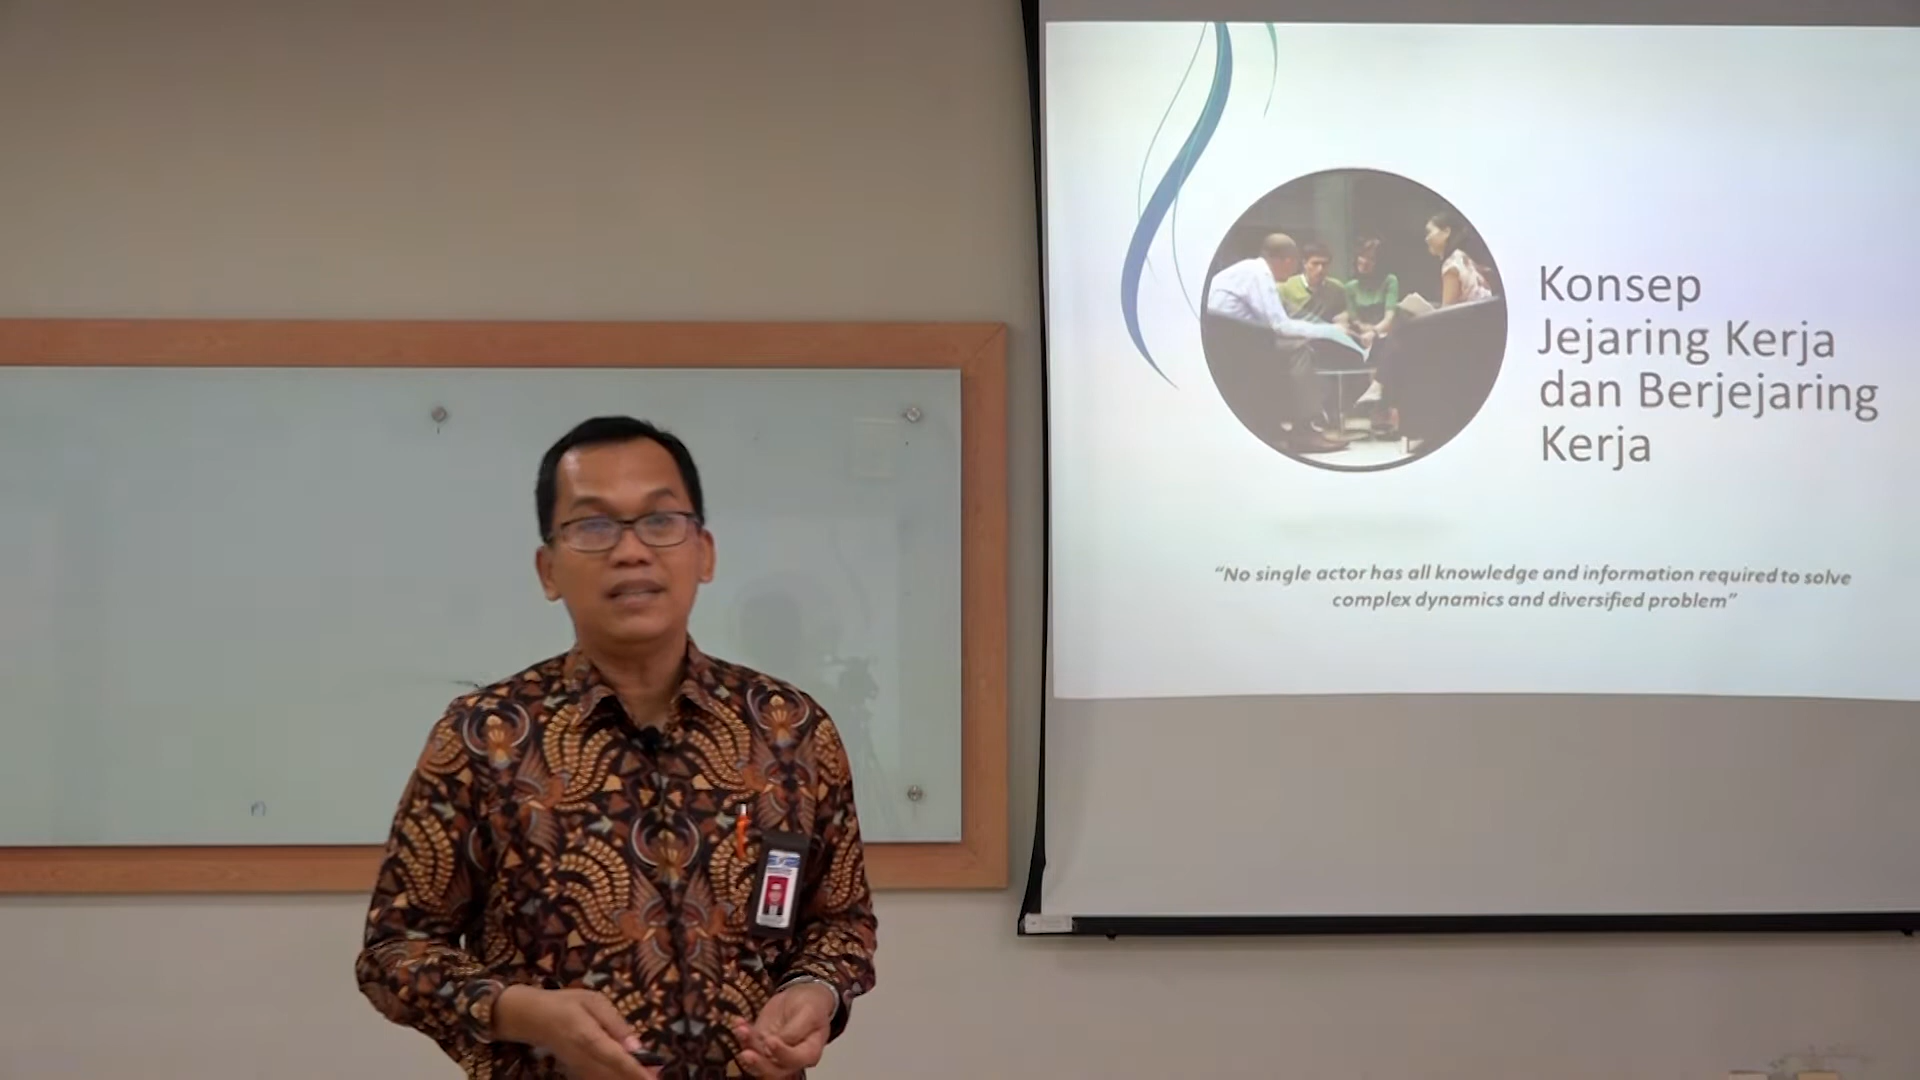 Konsep
Jejaring Kerja
dan Berjejaring
Kerja
“No single actor has all knowledge and information required to solve
complex dynamics and diversified problem”